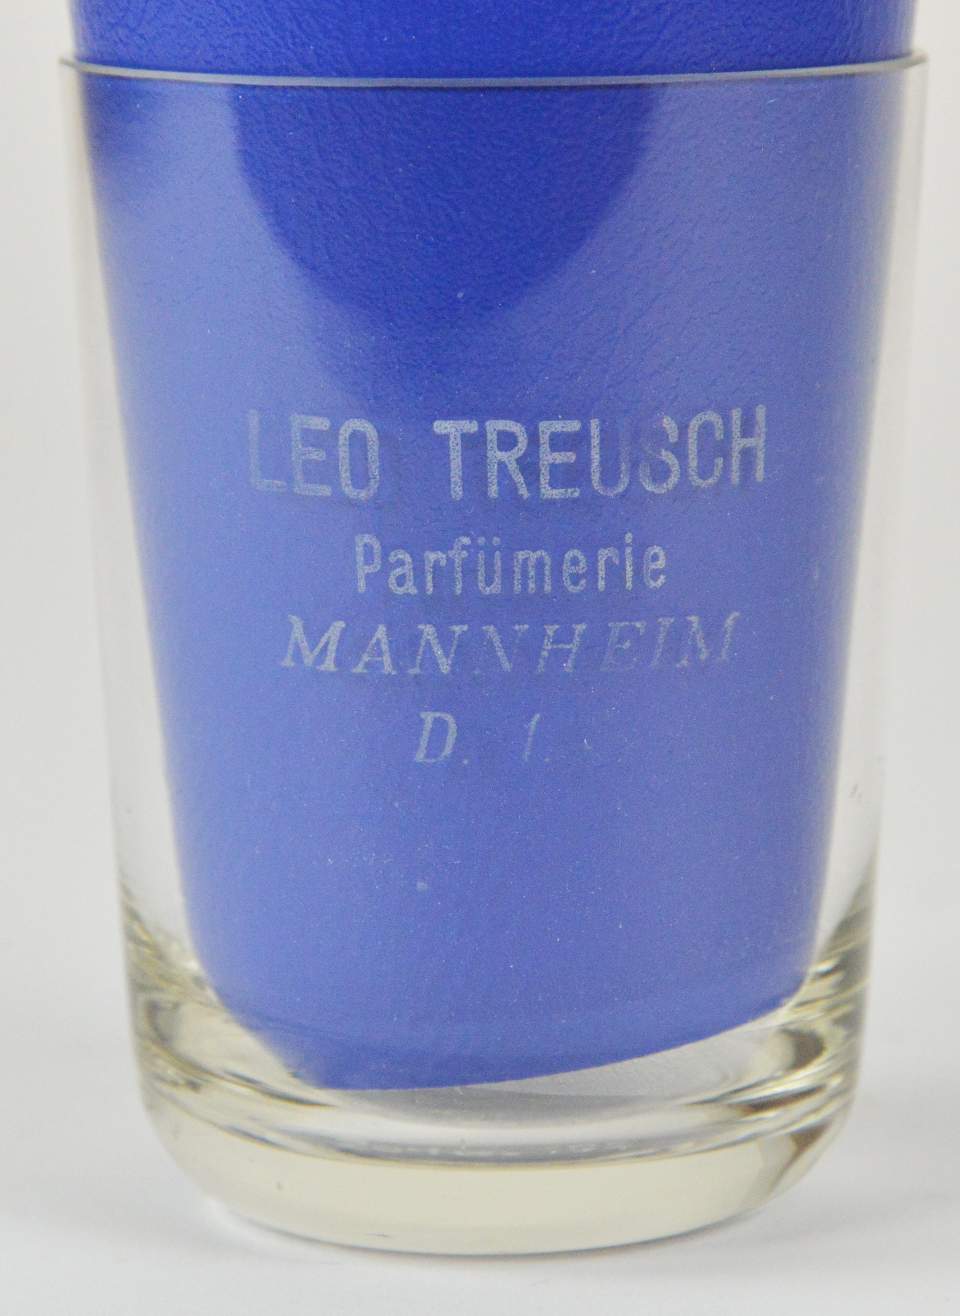 LEO TREUSCH
Parfümerie
MANNHEIM
D. 1.